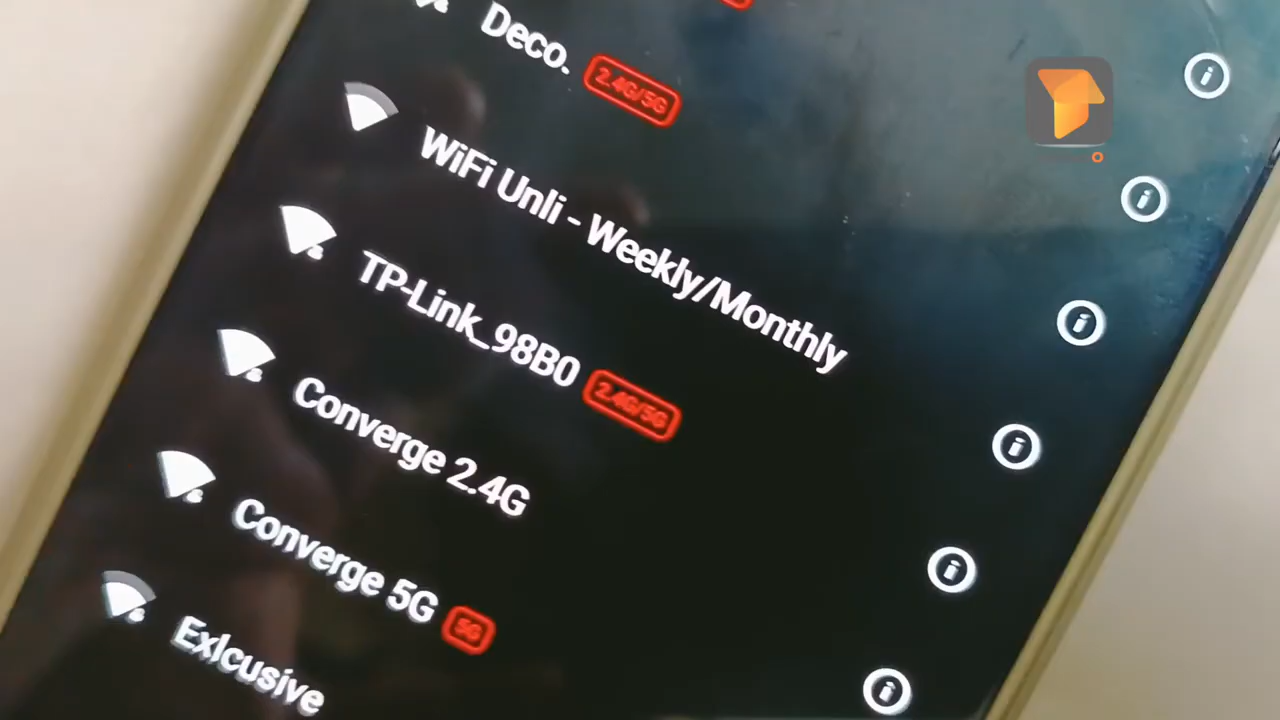 Deco.
2.4G/5G
WiFi Unli - Weekly/Monthly
TP-Link_98B0
2.4G/5G
Converge 2.4G
Converge 5G
5G
Exlcusive